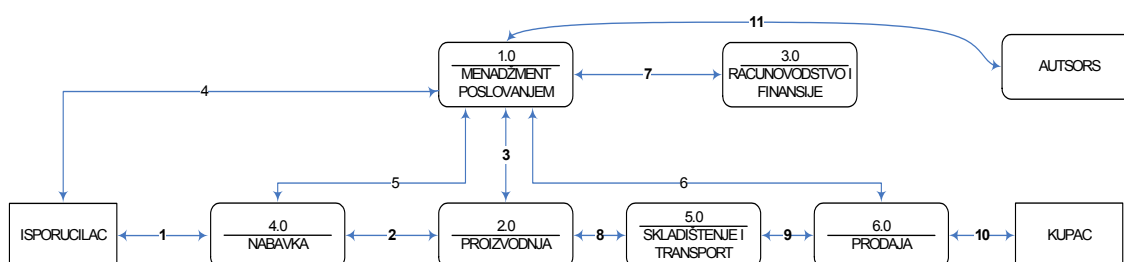 11
1.0
MENADŽMENT
POSLOVANJEM
7
3.0
RACUNOVODSTVO I
FINANSIJE
AUTSORS
4
3
5
6
ISPORUCILAC
1
4.0
NABAVKA
2
2.0
PROIZVODNJA
8
5.0
SKLADIŠTENJE I
TRANSPORT
9
6.0
PRODAJA
10
KUPAC